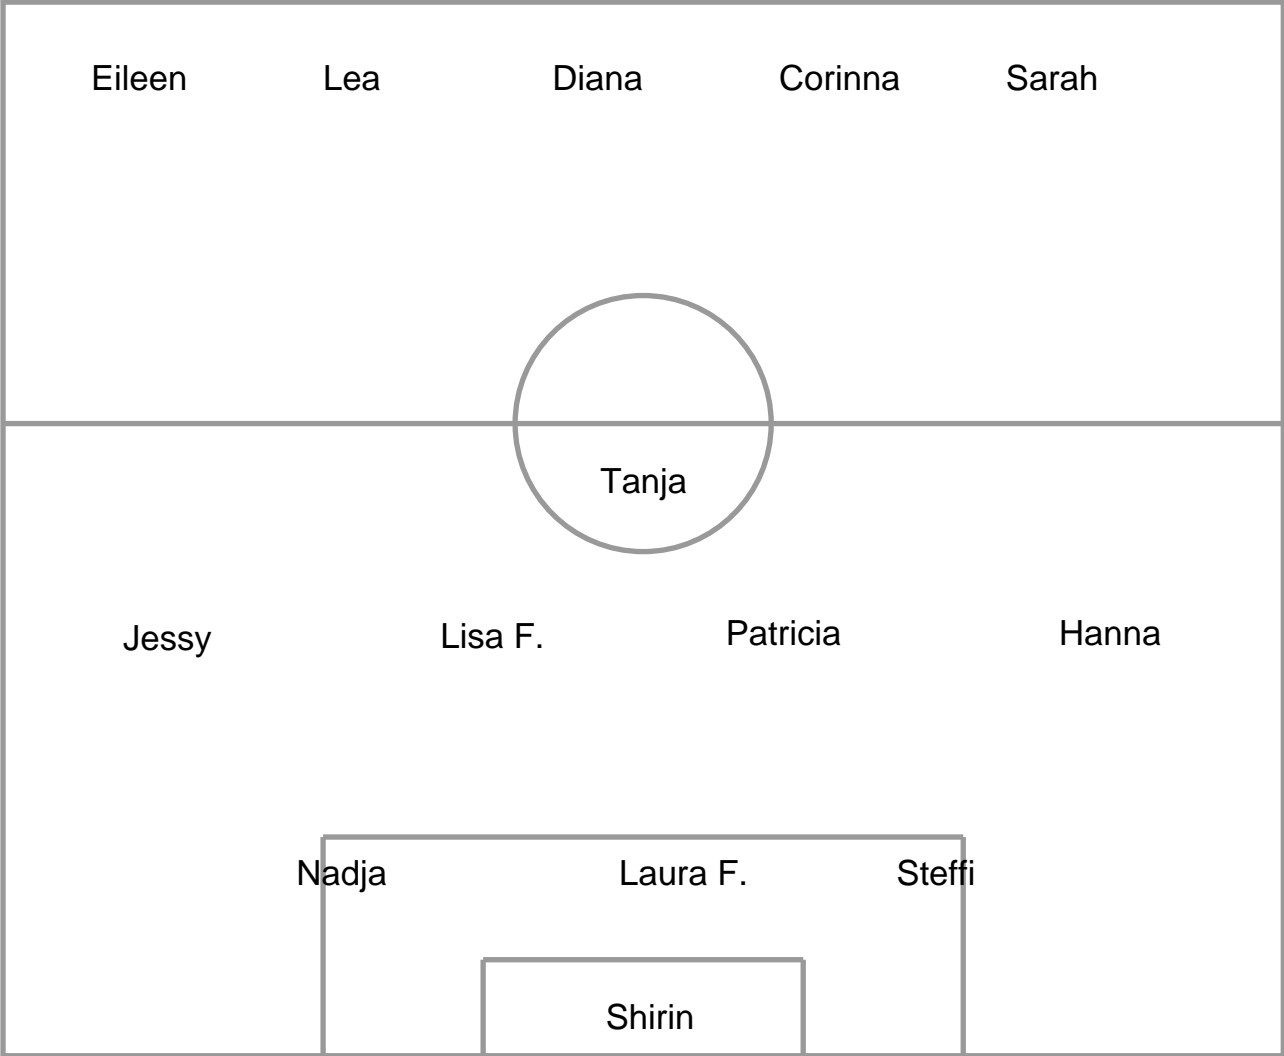 Eileen Lea Diana Corinna Sarah
Tanja
Jessy Lisa F. Patricia Hanna
Nadja Laura F. Steffi
Shirin